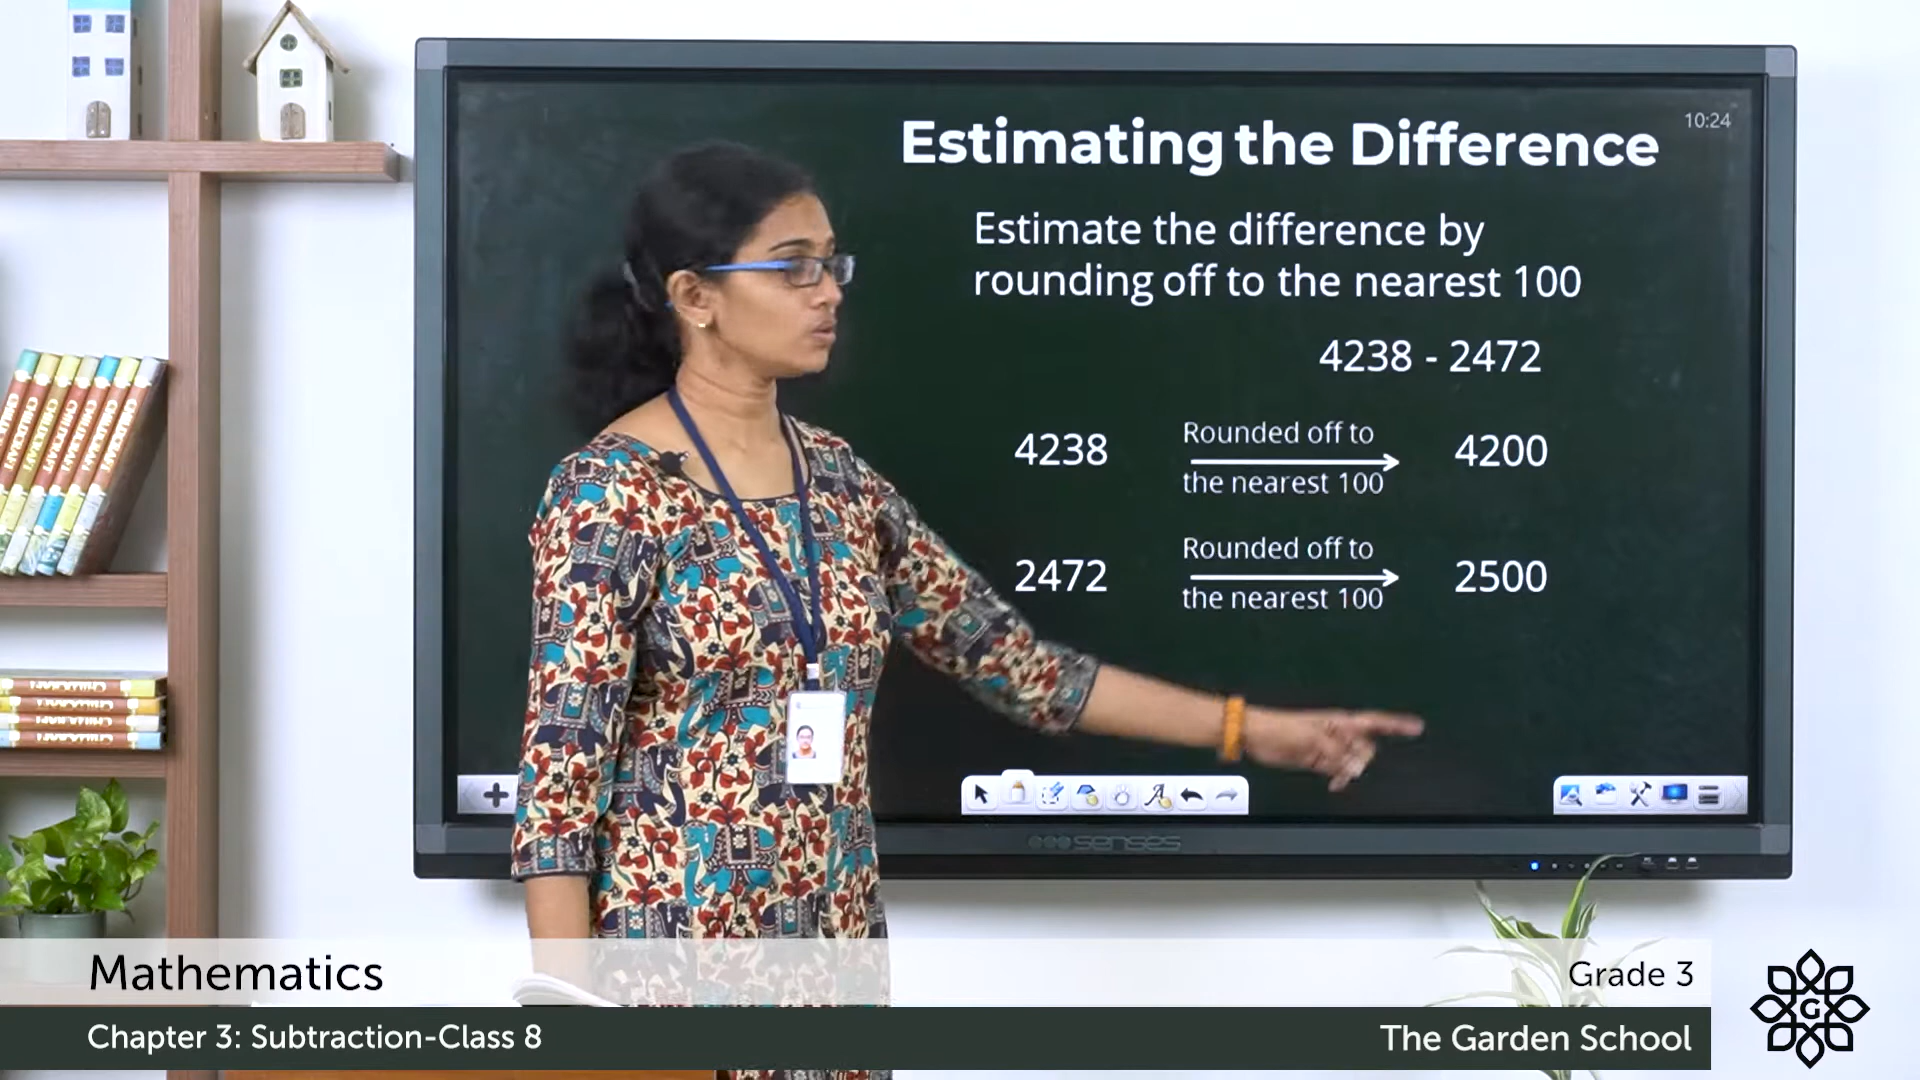 Estimating the Difference
10:24
Estimate the difference by
rounding off to the nearest 100
4238 - 2472
4238 Rounded off to the nearest 100 4200
2472 Rounded off to the nearest 100 2500
senses
Mathematics
Grade 3
Chapter 3: Subtraction-Class 8
The Garden School
G